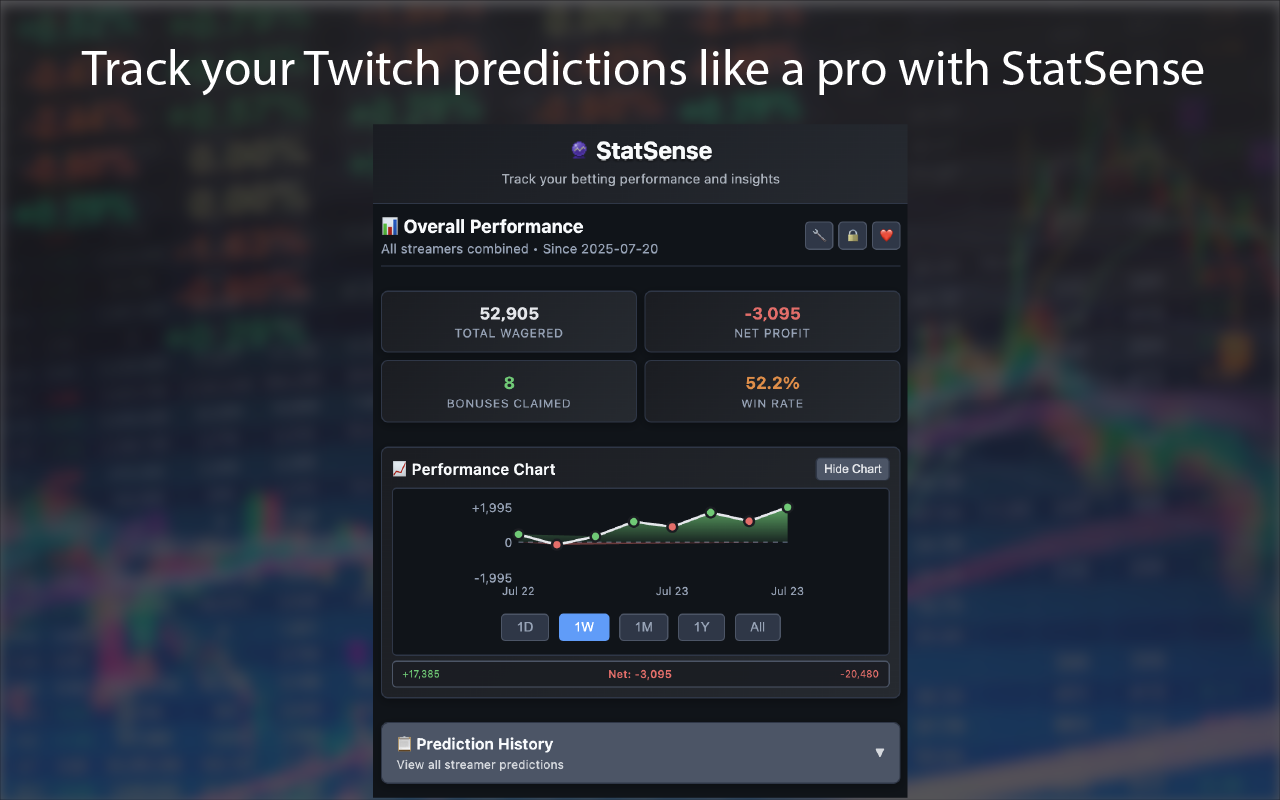 Track your Twitch predictions like a pro with StatSense
StatSense
Track your betting performance and insights
Overall Performance
All streamers combined • Since 2025-07-20
52,905
TOTAL WAGERED
-3,095
NET PROFIT
8
BONUSES CLAIMED
52.2%
WIN RATE
Performance Chart
Hide Chart
+1,995
0
-1,995
Jul 22 Jul 23 Jul 23
1D 1W 1M 1Y All
+17,385 Net: -3,095 -20,480
Prediction History
View all streamer predictions